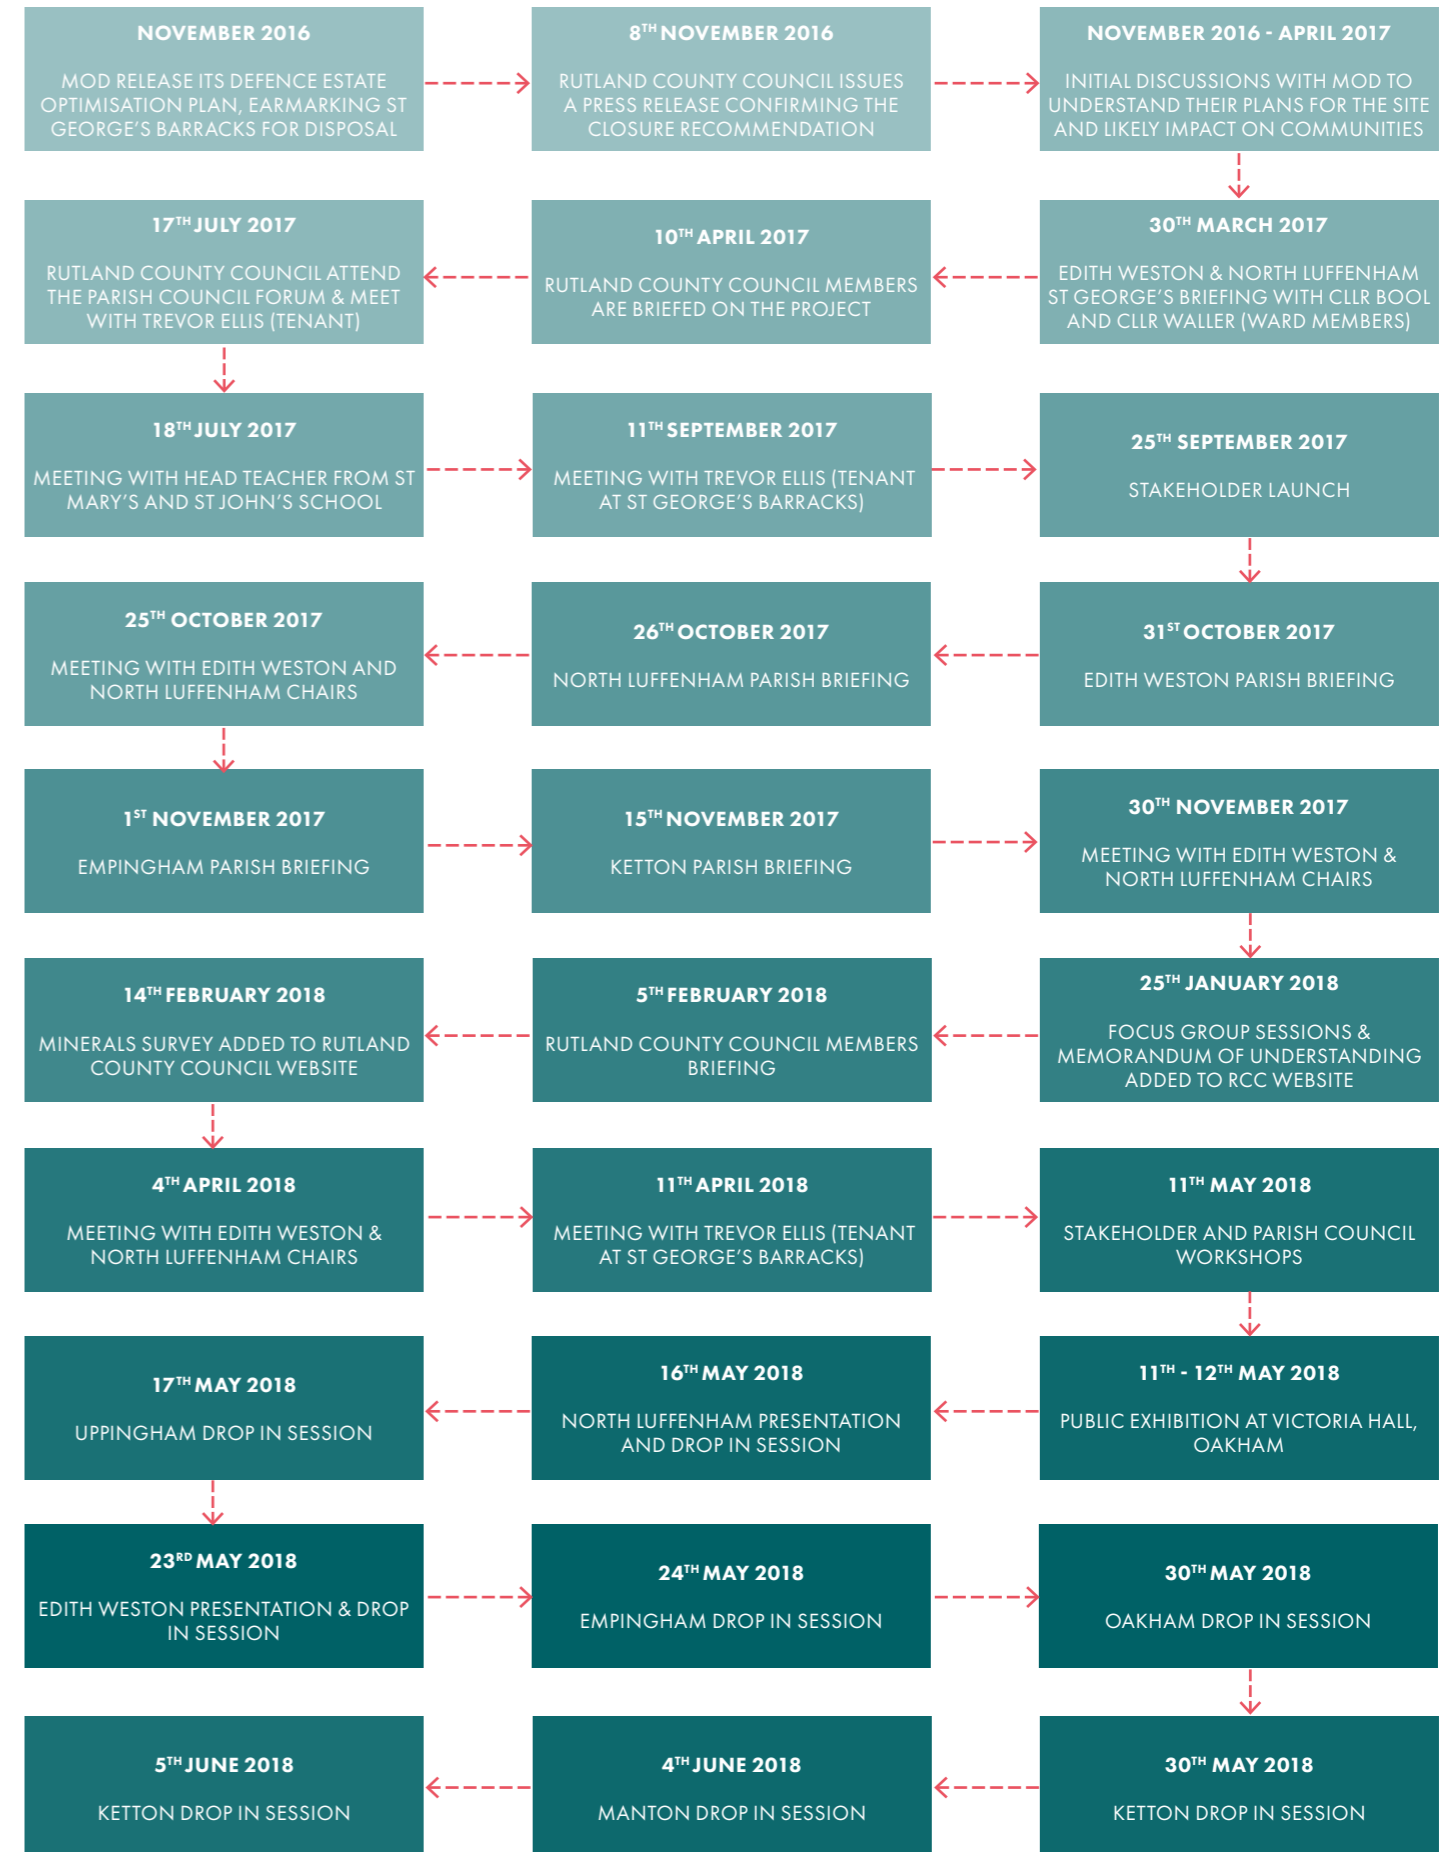 NOVEMBER 2016
MOD RELEASE ITS DEFENCE ESTATE
OPTIMISATION PLAN, EARMARKING ST
GEORGE'S BARRACKS FOR DISPOSAL
8TH NOVEMBER 2016
RUTLAND COUNTY COUNCIL ISSUES
A PRESS RELEASE CONFIRMING THE
CLOSURE RECOMMENDATION
NOVEMBER 2016 - APRIL 2017
INITIAL DISCUSSIONS WITH MOD TO
UNDERSTAND THEIR PLANS FOR THE SITE
AND LIKELY IMPACT ON COMMUNITIES
30TH MARCH 2017
EDITH WESTON & NORTH LUFFENHAM
ST GEORGE'S BRIEFING WITH CLLR BOOL
AND CLLR WALLER (WARD MEMBERS)
10TH APRIL 2017
RUTLAND COUNTY COUNCIL MEMBERS
ARE BRIEFED ON THE PROJECT
17TH JULY 2017
RUTLAND COUNTY COUNCIL ATTEND
THE PARISH COUNCIL FORUM & MEET
WITH TREVOR ELLIS (TENANT)
18TH JULY 2017
MEETING WITH HEAD TEACHER FROM ST
MARY'S AND ST JOHN'S SCHOOL
11TH SEPTEMBER 2017
MEETING WITH TREVOR ELLIS (TENANT
AT ST GEORGE'S BARRACKS)
25TH SEPTEMBER 2017
STAKEHOLDER LAUNCH
31ST OCTOBER 2017
EDITH WESTON PARISH BRIEFING
26TH OCTOBER 2017
NORTH LUFFENHAM PARISH BRIEFING
25TH OCTOBER 2017
MEETING WITH EDITH WESTON AND
NORTH LUFFENHAM CHAIRS
1ST NOVEMBER 2017
EMPINGHAM PARISH BRIEFING
15TH NOVEMBER 2017
KETTON PARISH BRIEFING
30TH NOVEMBER 2017
MEETING WITH EDITH WESTON &
NORTH LUFFENHAM CHAIRS
25TH JANUARY 2018
FOCUS GROUP SESSIONS &
MEMORANDUM OF UNDERSTANDING
ADDED TO RCC WEBSITE
5TH FEBRUARY 2018
RUTLAND COUNTY COUNCIL MEMBERS
BRIEFING
14TH FEBRUARY 2018
MINERALS SURVEY ADDED TO RUTLAND
COUNTY COUNCIL WEBSITE
4TH APRIL 2018
MEETING WITH EDITH WESTON &
NORTH LUFFENHAM CHAIRS
11TH APRIL 2018
MEETING WITH TREVOR ELLIS (TENANT
AT ST GEORGE'S BARRACKS)
11TH MAY 2018
STAKEHOLDER AND PARISH COUNCIL
WORKSHOPS
11TH - 12TH MAY 2018
PUBLIC EXHIBITION AT VICTORIA HALL,
OAKHAM
16TH MAY 2018
NORTH LUFFENHAM PRESENTATION
AND DROP IN SESSION
17TH MAY 2018
UPPINGHAM DROP IN SESSION
23RD MAY 2018
EDITH WESTON PRESENTATION & DROP
IN SESSION
24TH MAY 2018
EMPINGHAM DROP IN SESSION
30TH MAY 2018
OAKHAM DROP IN SESSION
30TH MAY 2018
KETTON DROP IN SESSION
4TH JUNE 2018
MANTON DROP IN SESSION
5TH JUNE 2018
KETTON DROP IN SESSION